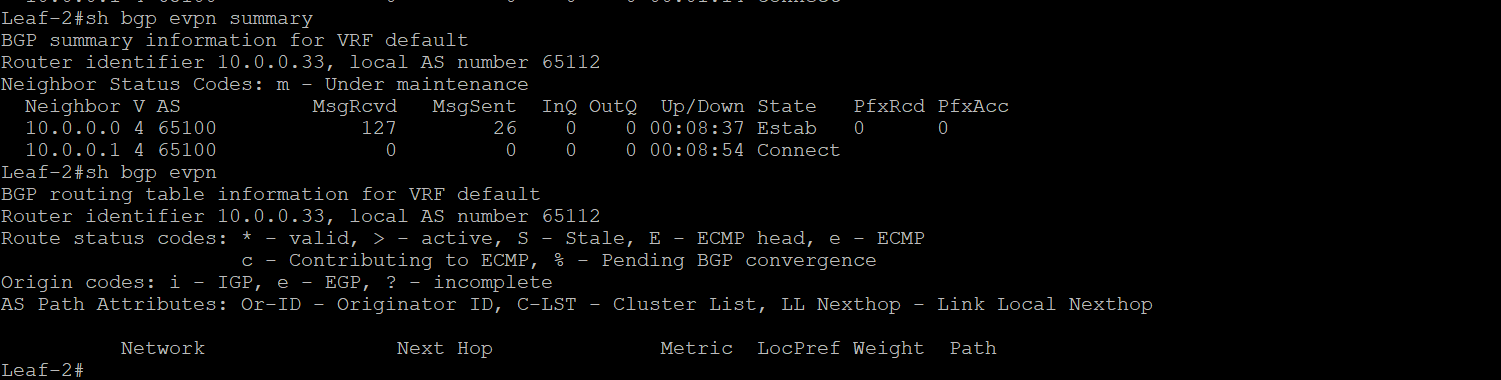 Leaf-2#sh bgp evpn summary
BGP summary information for VRF default
Router identifier 10.0.0.33, local AS number 65112
Neighbor Status Codes: m - Under maintenance
  Neighbor V AS           MsgRcvd   MsgSent  InQ OutQ  Up/Down State   PfxRcd PfxAcc
  10.0.0.0 4 65100            127        26    0    0 00:08:37 Estab   0      0
  10.0.0.1 4 65100              0         0    0    0 00:08:54 Connect
Leaf-2#sh bgp evpn
BGP routing table information for VRF default
Router identifier 10.0.0.33, local AS number 65112
Route status codes: * - valid, > - active, S - Stale, E - ECMP head, e - ECMP
                    c - Contributing to ECMP, % - Pending BGP convergence
Origin codes: i - IGP, e - EGP, ? - incomplete
AS Path Attributes: Or-ID - Originator ID, C-LST - Cluster List, LL Nexthop - Link Local Nexthop
          Network                Next Hop              Metric  LocPref Weight  Path
Leaf-2#